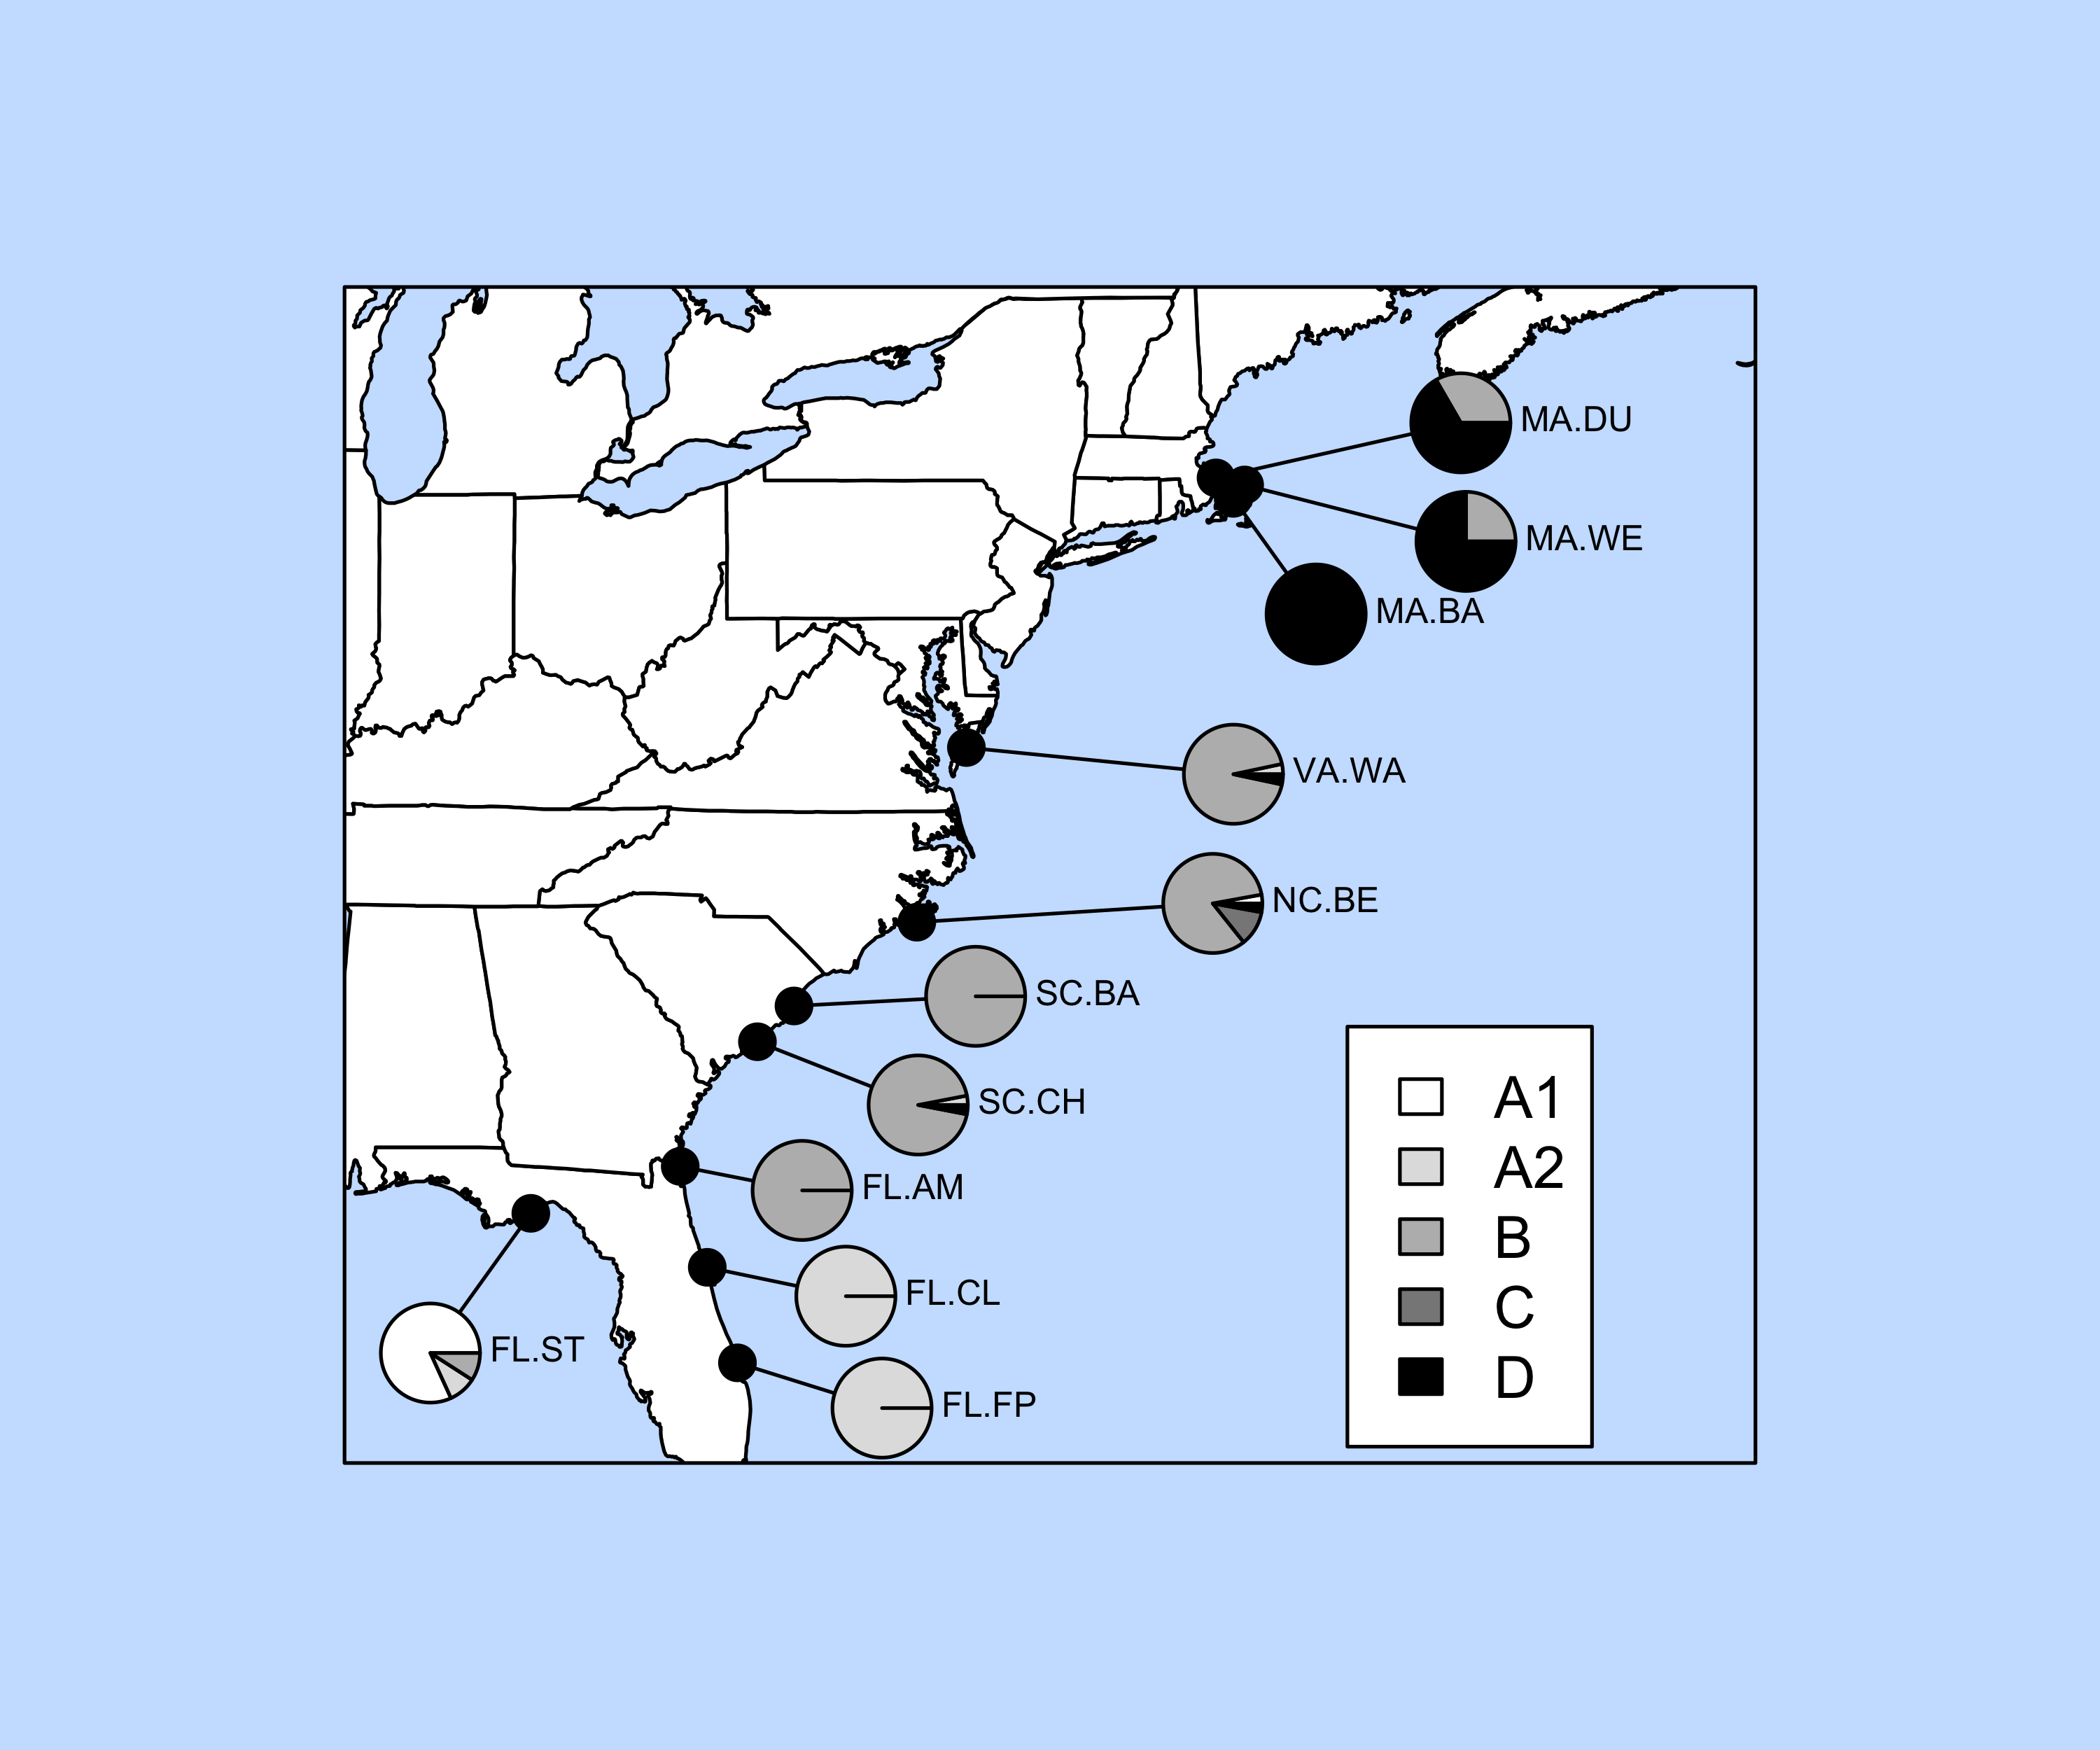 MA.DU
MA.WE
MA.BA
VA.WA
NC.BE
SC.BA
SC.CH
FL.AM
FL.CL
FL.ST
FL.FP
A1
A2
B
C
D